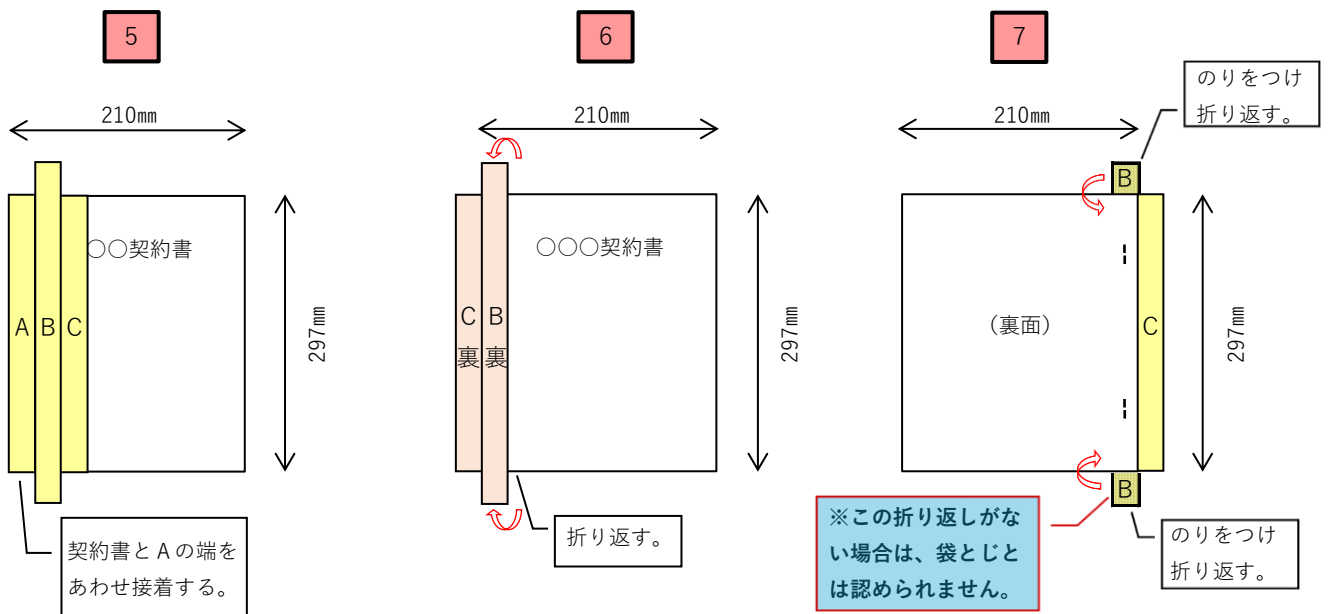 5
210㎜
〇〇契約書
A B C
297㎜
契約書とAの端を
あわせ接着する。
6
210㎜
〇〇〇契約書
C B
裏 裏
297㎜
折り返す。
7
のりをつけ
折り返す。
210㎜
B
(裏面)
C
297㎜
B
※この折り返しがな
い場合は、袋とじと
は認められません。
のりをつけ
折り返す。